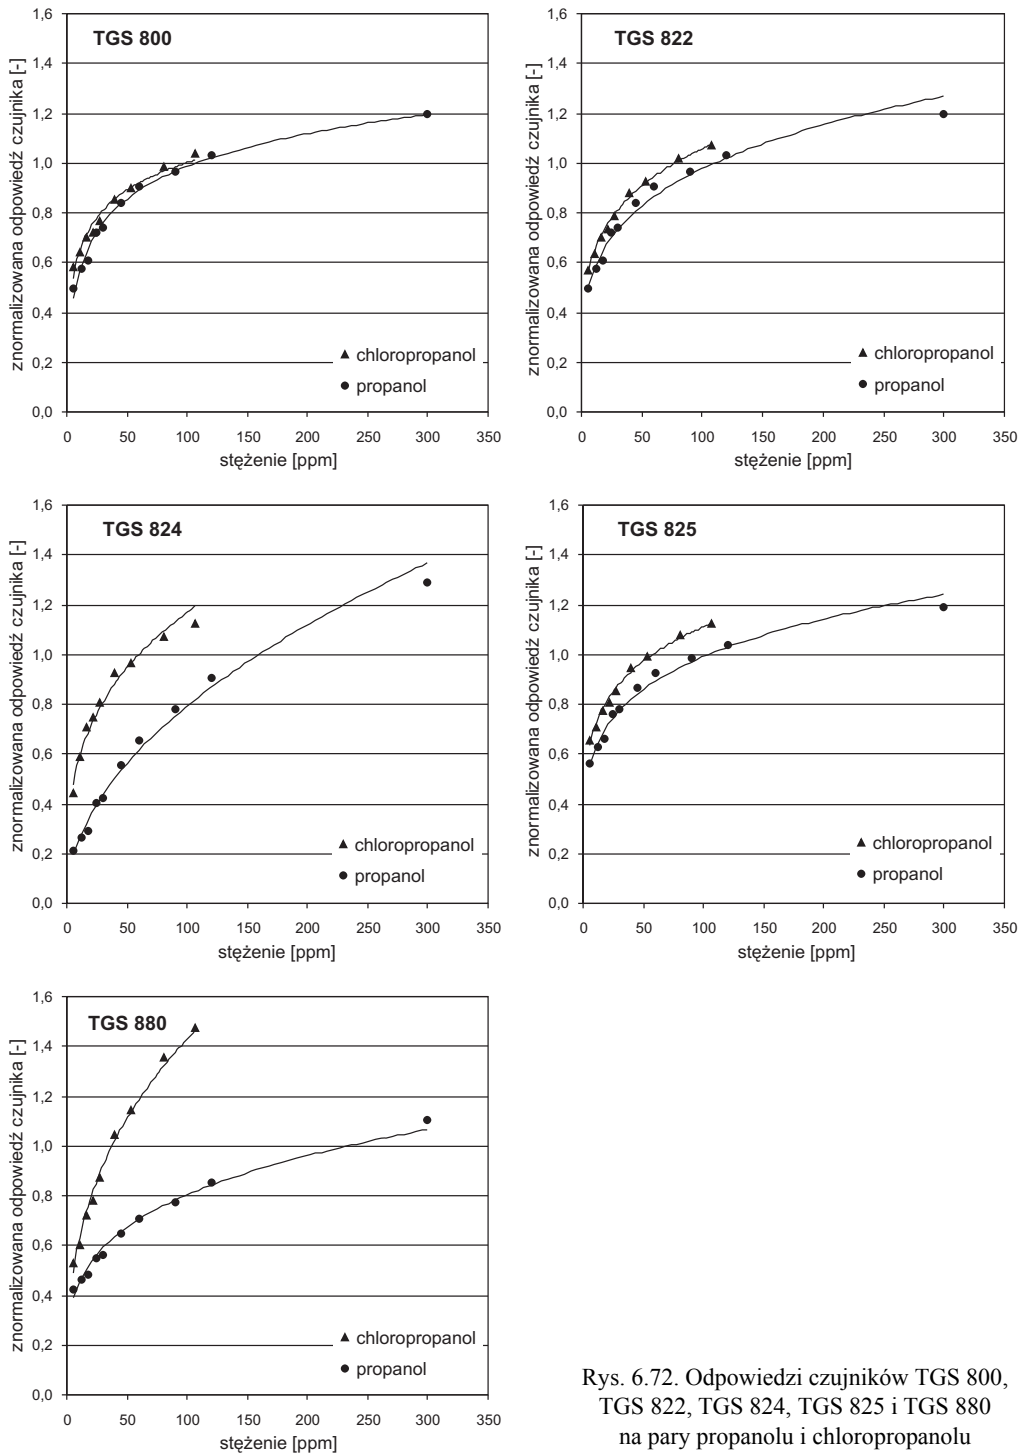 TGS 800
znormalizowana odpowiedź czujnika [-]
1,6
1,4
1,2
1,0
0,8
0,6
0,4
0,2
0,0
chloropropanol
propanol
0 50 100 150 200 250 300 350
stężenie [ppm]
TGS 822
znormalizowana odpowiedź czujnika [-]
1,6
1,4
1,2
1,0
0,8
0,6
0,4
0,2
0,0
chloropropanol
propanol
0 50 100 150 200 250 300 350
stężenie [ppm]
TGS 824
znormalizowana odpowiedź czujnika [-]
1,6
1,4
1,2
1,0
0,8
0,6
0,4
0,2
0,0
chloropropanol
propanol
0 50 100 150 200 250 300 350
stężenie [ppm]
TGS 825
znormalizowana odpowiedź czujnika [-]
1,6
1,4
1,2
1,0
0,8
0,6
0,4
0,2
0,0
chloropropanol
propanol
0 50 100 150 200 250 300 350
stężenie [ppm]
TGS 880
znormalizowana odpowiedź czujnika [-]
1,6
1,4
1,2
1,0
0,8
0,6
0,4
0,2
0,0
chloropropanol
propanol
0 50 100 150 200 250 300 350
stężenie [ppm]
Rys. 6.72. Odpowiedzi czujników TGS 800,
TGS 822, TGS 824, TGS 825 i TGS 880
na pary propanolu i chloropropanolu